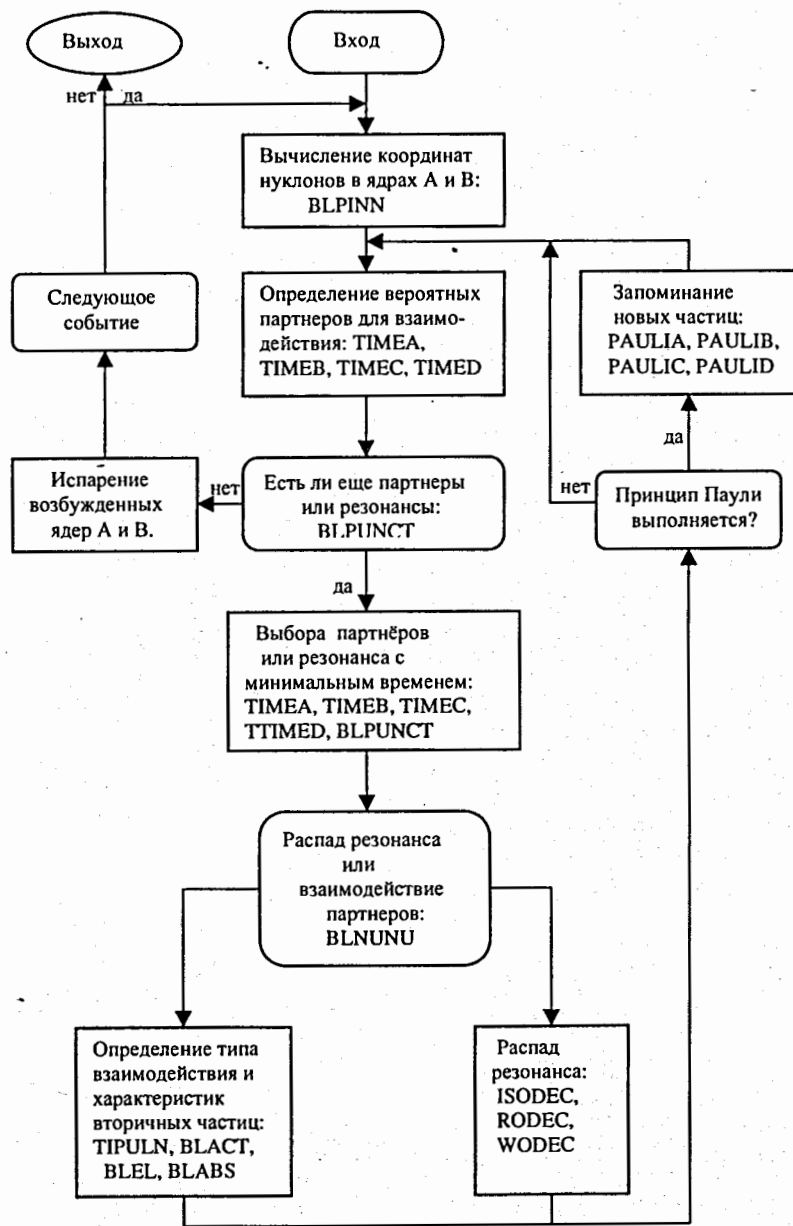 Выход
Вход
нет
да
Вычисление координат
нуклонов в ядрах А и В:
BLPINN
Следующое
событие
Определение вероятных
партнеров для взаимо-
действия: TIMEA,
TIMEB, TIMEC, TIMED
Запоминание
новых частиц:
PAULIA, PAULIB,
PAULIC, PAULID
да
Испарение
возбужденных
ядер А и В.
нет
Есть ли еще партнеры
или резонансы:
BLPUNCT
нет
Принцип Паули
выполняется?
да
Выбора партнёров
или резонанса с
минимальным временем:
TIMEA, TIMEB, TIMEC,
TTIMED, BLPUNCT
Распад резонанса
или
взаимодействие
партнеров:
BLNUNU
Определение типа
взаимодействия и
характеристик
вторичных частиц:
TIPULN, BLACT,
BLEL, BLABS
Распад
резонанса:
ISODEC,
RODEC,
WODEC